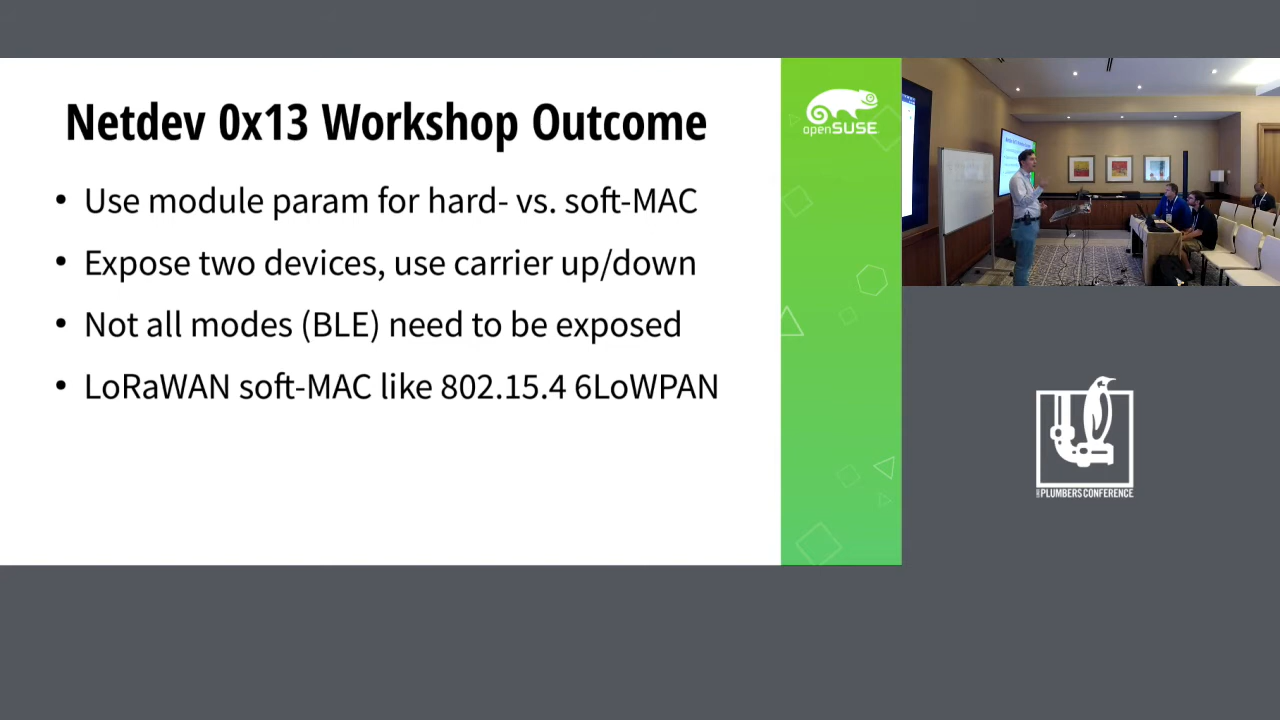 Netdev 0x13 Workshop Outcome
• Use module param for hard- vs. soft-MAC
• Expose two devices, use carrier up/down
• Not all modes (BLE) need to be exposed
• LoRaWAN soft-MAC like 802.15.4 6LoWPAN
openSUSE
PLUMBERS CONFERENCE